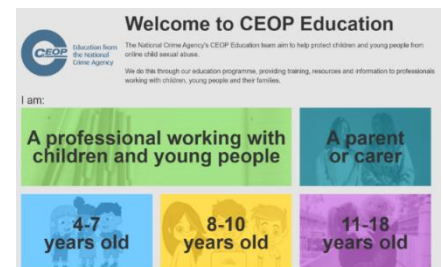 Welcome to CEOP Education
CEOP
Education from
the National
Crime Agency
The National Crime Agency's CEOP Education team aim to help protect children and young people from
online child sexual abuse.
We do this through our education programme, providing training, resources and information to professionals
working with children, young people and their families.
I am:
A professional working with
children and young people
A parent
or carer
4-7
years old
8-10
years old
11-18
years old